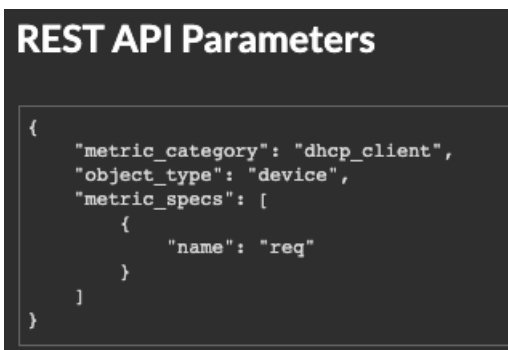 REST API Parameters
{
    "metric_category": "dhcp_client",
    "object_type": "device",
    "metric_specs": [
        {
            "name": "req"
        }
    ]
}